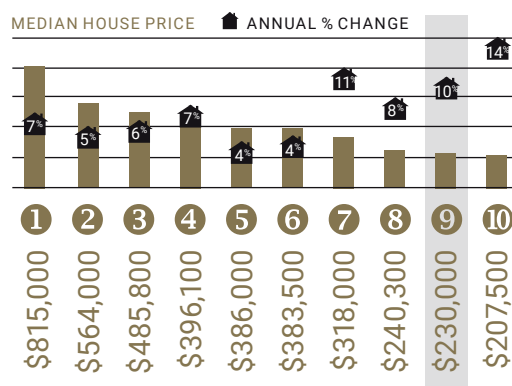 MEDIAN HOUSE PRICE ANNUAL % CHANGE
7% 5% 6% 7% 4% 4% 11% 8% 10% 14%
1 2 3 4 5 6 7 8 9 10
$815,000 $564,000 $485,800 $396,100 $386,000 $383,500 $318,000 $240,300 $230,000 $207,500